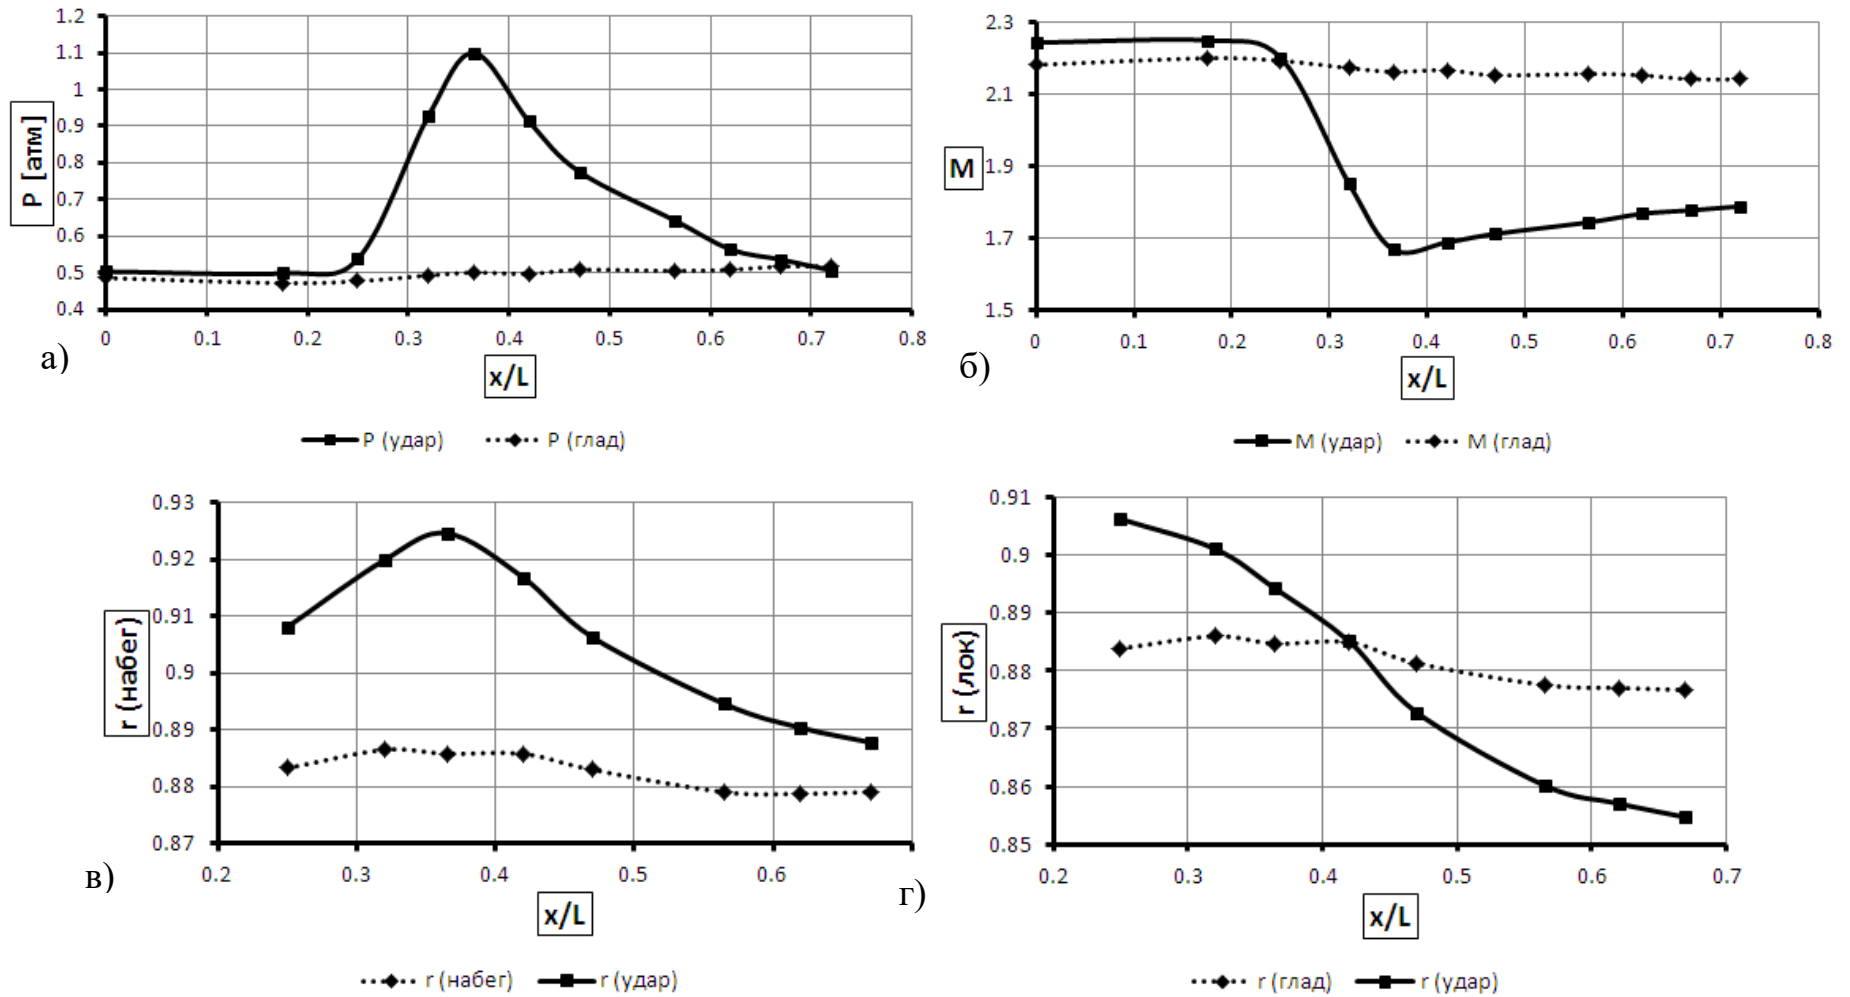 P [атм]
1.2
1.1
1
0.9
0.8
0.7
0.6
0.5
0.4
0 0.1 0.2 0.3 0.4 0.5 0.6 0.7 0.8
x/L
а)
P (удар) P (глад)
M
2.3
2.1
1.9
1.7
1.5
0 0.1 0.2 0.3 0.4 0.5 0.6 0.7 0.8
x/L
б)
M (удар) M (глад)
r (набег)
0.93
0.92
0.91
0.9
0.89
0.88
0.87
0.2 0.3 0.4 0.5 0.6
x/L
в)
r (набег) r (удар)
r (лок)
0.91
0.9
0.89
0.88
0.87
0.86
0.85
0.2 0.3 0.4 0.5 0.6 0.7
x/L
г)
r (глад) r (удар)